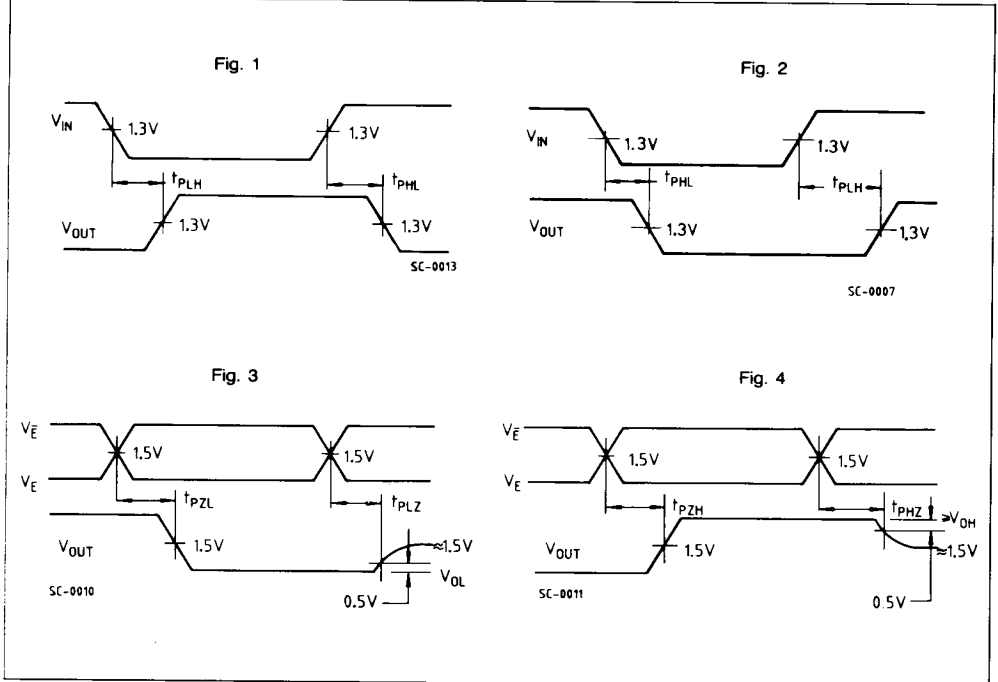 Fig. 1
V_IN
1.3V
1.3V
t_PLH
t_PHL
V_OUT
1.3V
1.3V
SC-0013
Fig. 2
V_IN
1.3V
1.3V
t_PHL
t_PLH
V_OUT
1.3V
1.3V
SC-0007
Fig. 3
V_Ē
1.5V
1.5V
V_E
t_PZL
t_PLZ
V_OUT
1.5V
≈1.5V
V_OL
SC-0010
0.5V
Fig. 4
V_Ē
1.5V
1.5V
V_E
t_PZH
t_PHZ
≥V_OH
V_OUT
1.5V
≈1.5V
SC-0011
0.5V